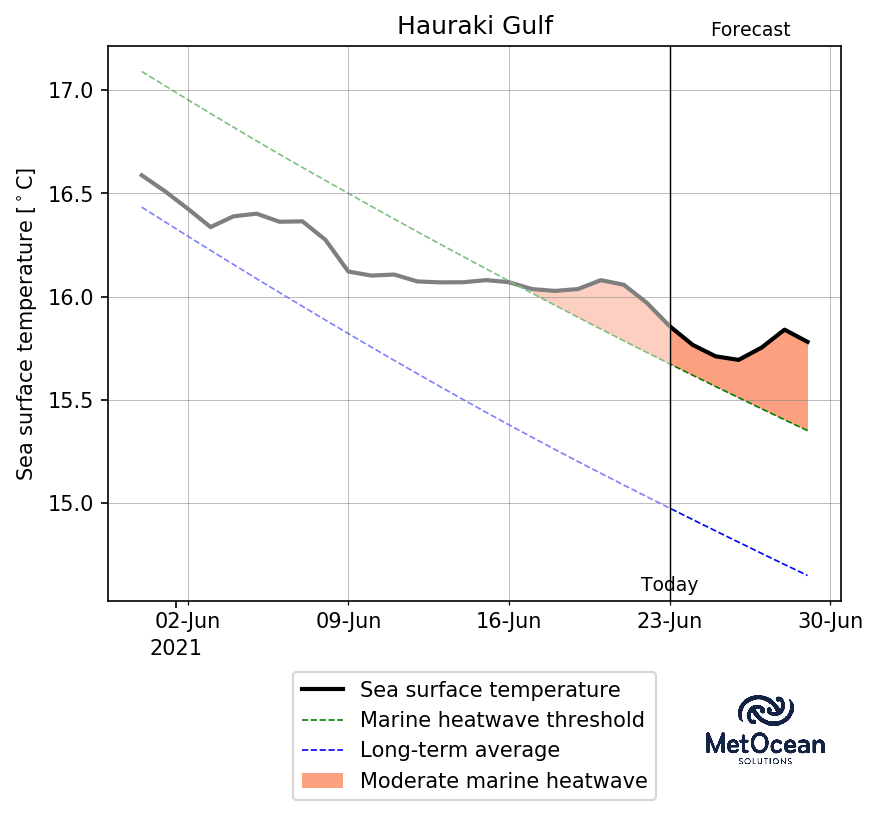 Hauraki Gulf
Forecast
Sea surface temperature [°C]
17.0
16.5
16.0
15.5
15.0
Today
02-Jun
09-Jun
16-Jun
23-Jun
30-Jun
2021
Sea surface temperature
Marine heatwave threshold
Long-term average
Moderate marine heatwave
MetOcean
SOLUTIONS